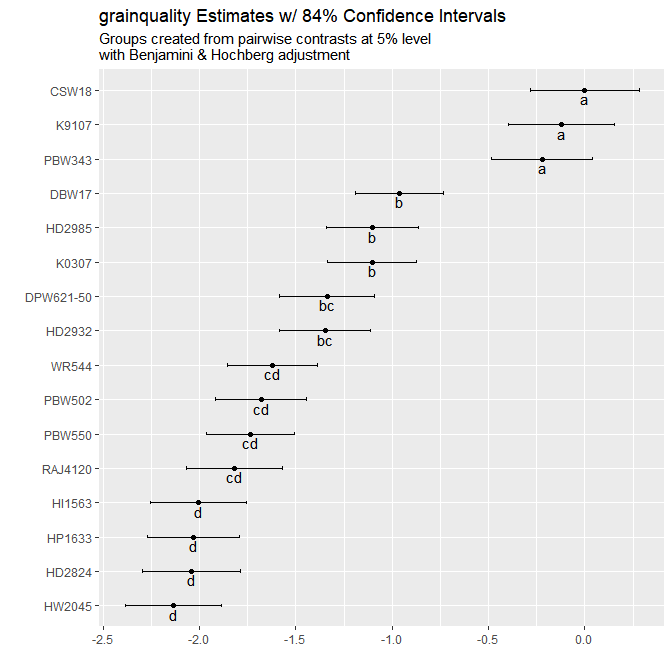 grainquality Estimates w/ 84% Confidence Intervals
Groups created from pairwise contrasts at 5% level
with Benjamini & Hochberg adjustment
CSW18
a
K9107
a
PBW343
a
DBW17
b
HD2985
b
K0307
b
DPW621-50
bc
HD2932
bc
WR544
cd
PBW502
cd
PBW550
cd
RAJ4120
cd
HI1563
d
HP1633
d
HD2824
d
HW2045
d
-2.5 -2.0 -1.5 -1.0 -0.5 0.0